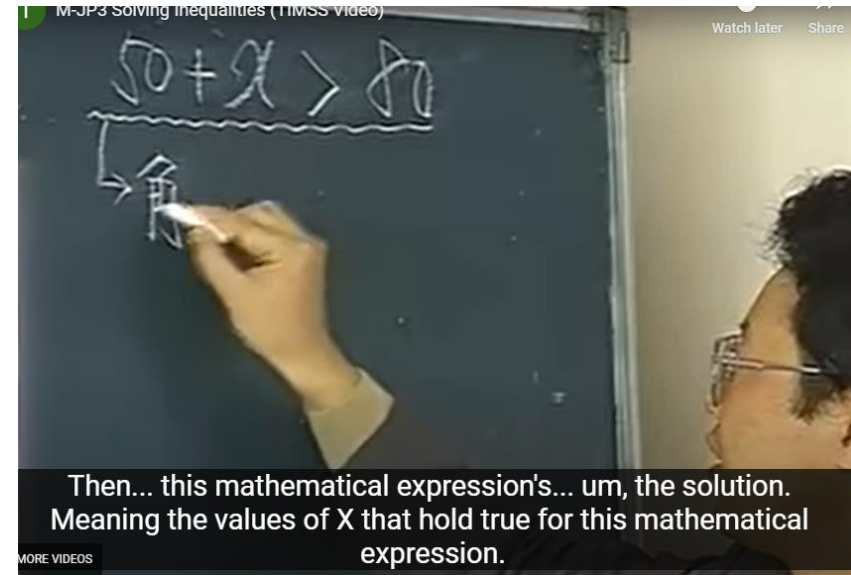 M-JP3 Solving Inequalities (TIMSS Video)
Watch later Share
50+x > 80
角
Then... this mathematical expression's... um, the solution.
Meaning the values of X that hold true for this mathematical
expression.
MORE VIDEOS